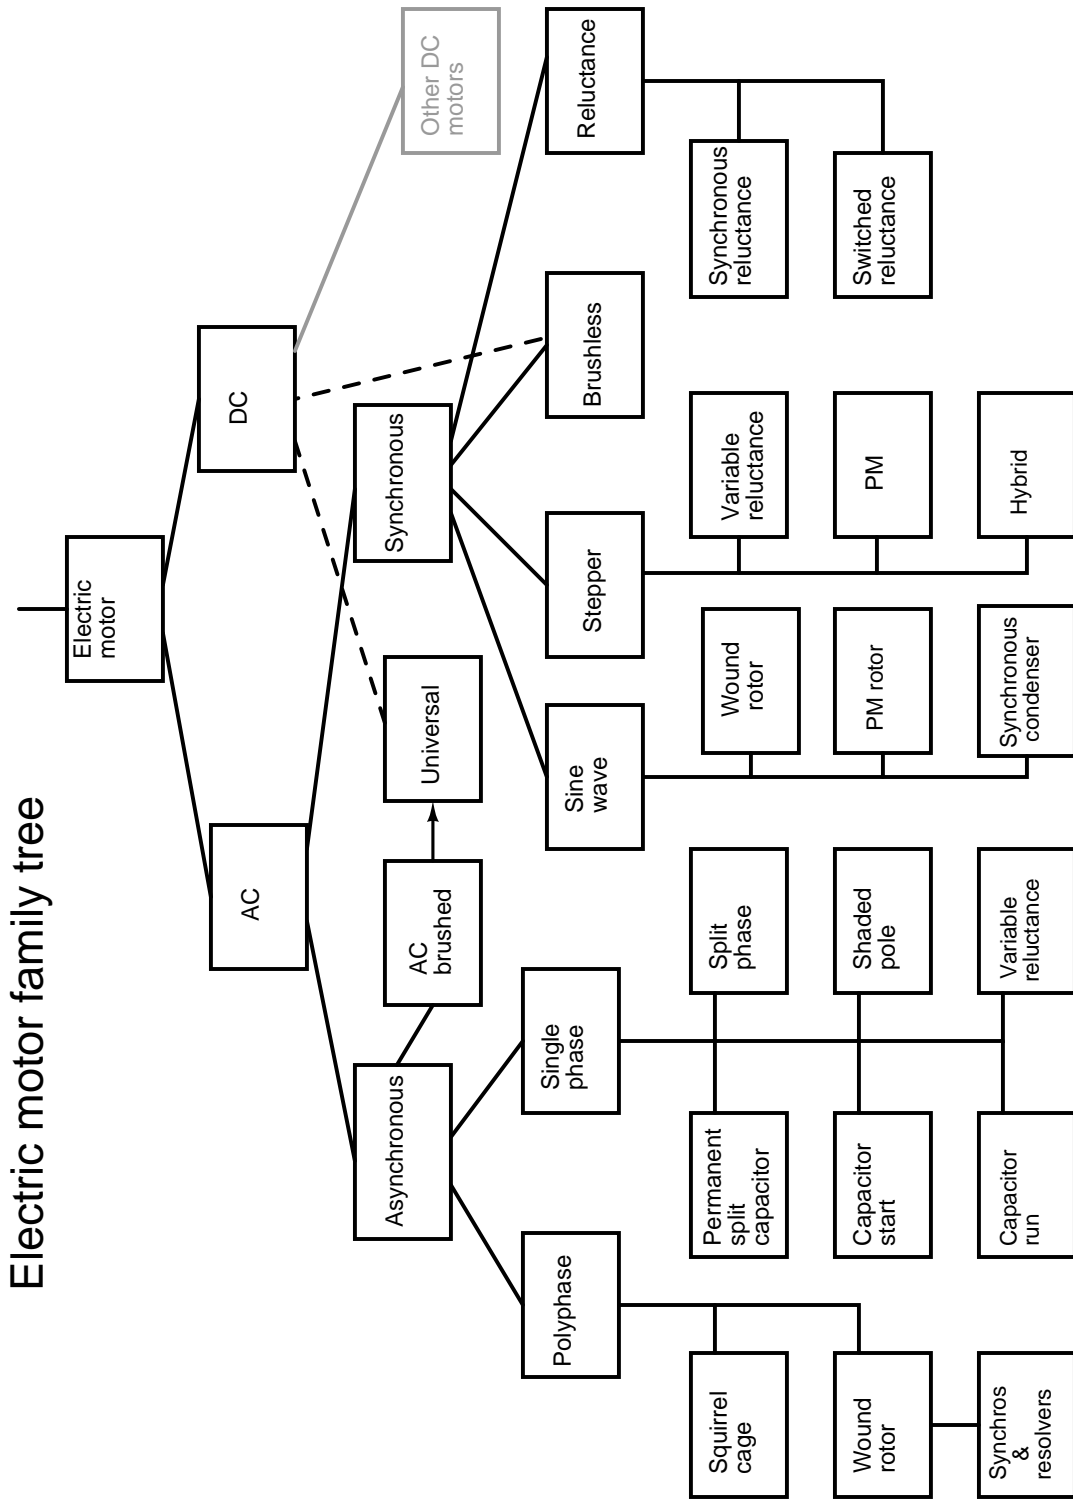 Electric motor family tree
Electric
motor
AC
DC
Asynchronous
AC
brushed
Universal
Synchronous
Other DC
motors
Polyphase
Single
phase
Sine
wave
Stepper
Brushless
Reluctance
Squirrel
cage
Wound
rotor
Synchros
&
resolvers
Permanent
split
capacitor
Capacitor
start
Capacitor
run
Split
phase
Shaded
pole
Variable
reluctance
Wound
rotor
PM rotor
Synchronous
condenser
Variable
reluctance
PM
Hybrid
Synchronous
reluctance
Switched
reluctance